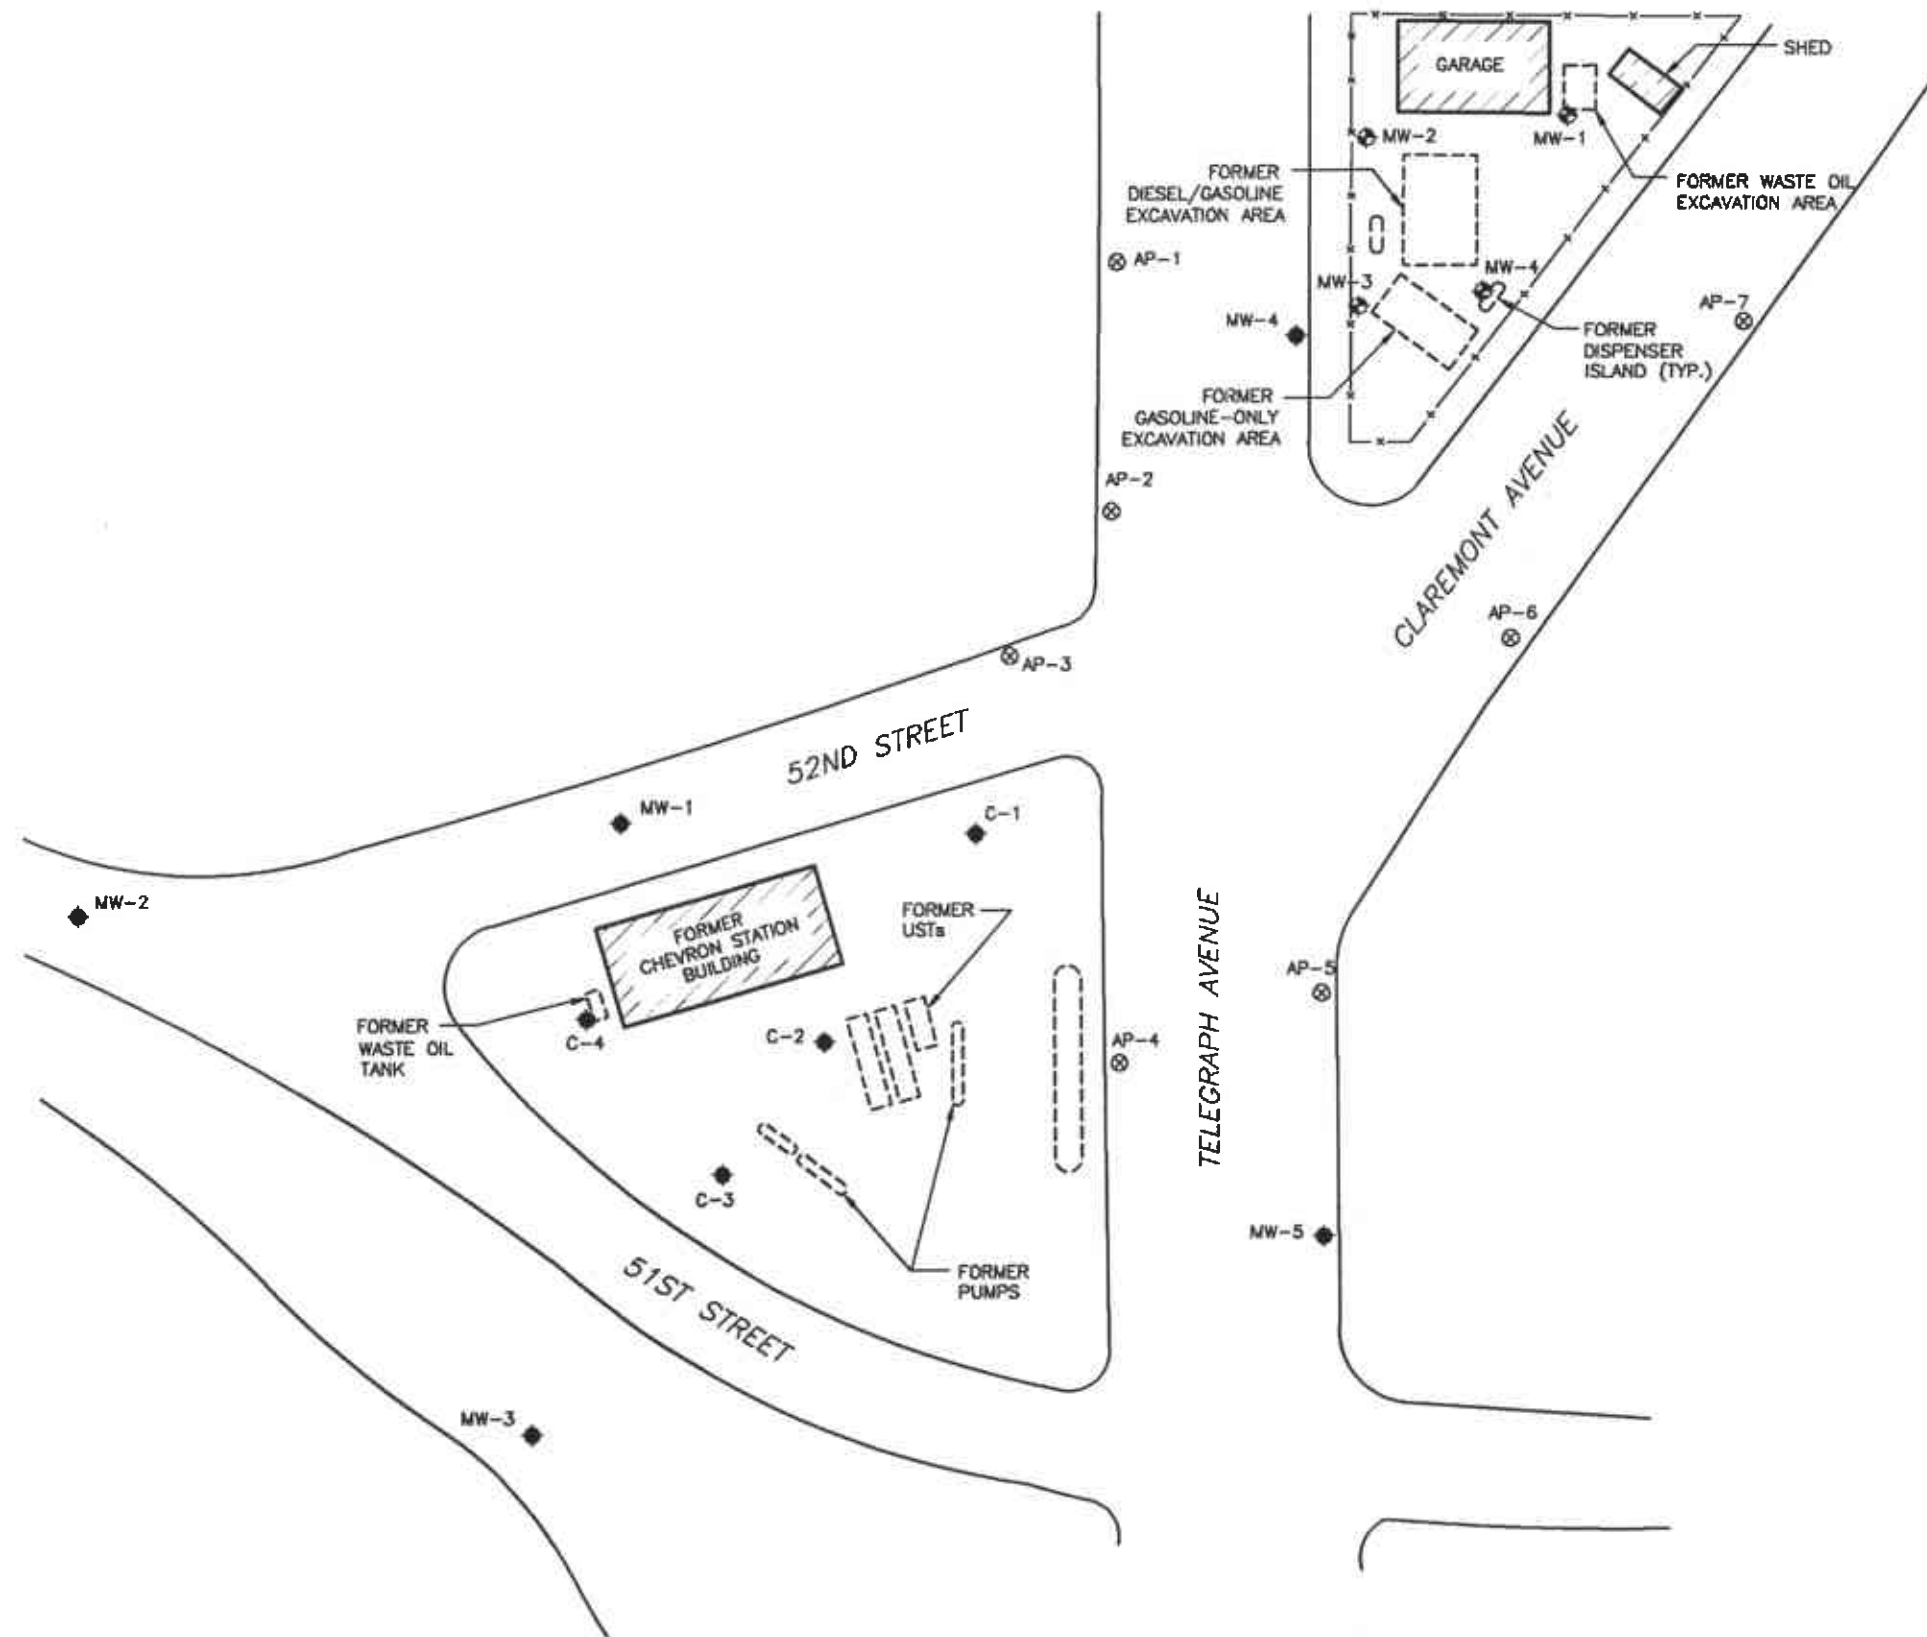 GARAGE
SHED
MW-2
MW-1
FORMER
DIESEL/GASOLINE
EXCAVATION AREA
FORMER WASTE OIL
EXCAVATION AREA
AP-1
MW-3
MW-4
AP-7
MW-4
FORMER
DISPENSER
ISLAND (TYP.)
FORMER
GASOLINE-ONLY
EXCAVATION AREA
AP-2
CLAREMONT AVENUE
AP-6
AP-3
52ND STREET
MW-1
C-1
MW-2
FORMER
CHEVRON STATION
BUILDING
FORMER
USTs
TELEGRAPH AVENUE
AP-5
FORMER
WASTE OIL
TANK
C-4
C-2
AP-4
C-3
MW-5
FORMER
PUMPS
51ST STREET
MW-3